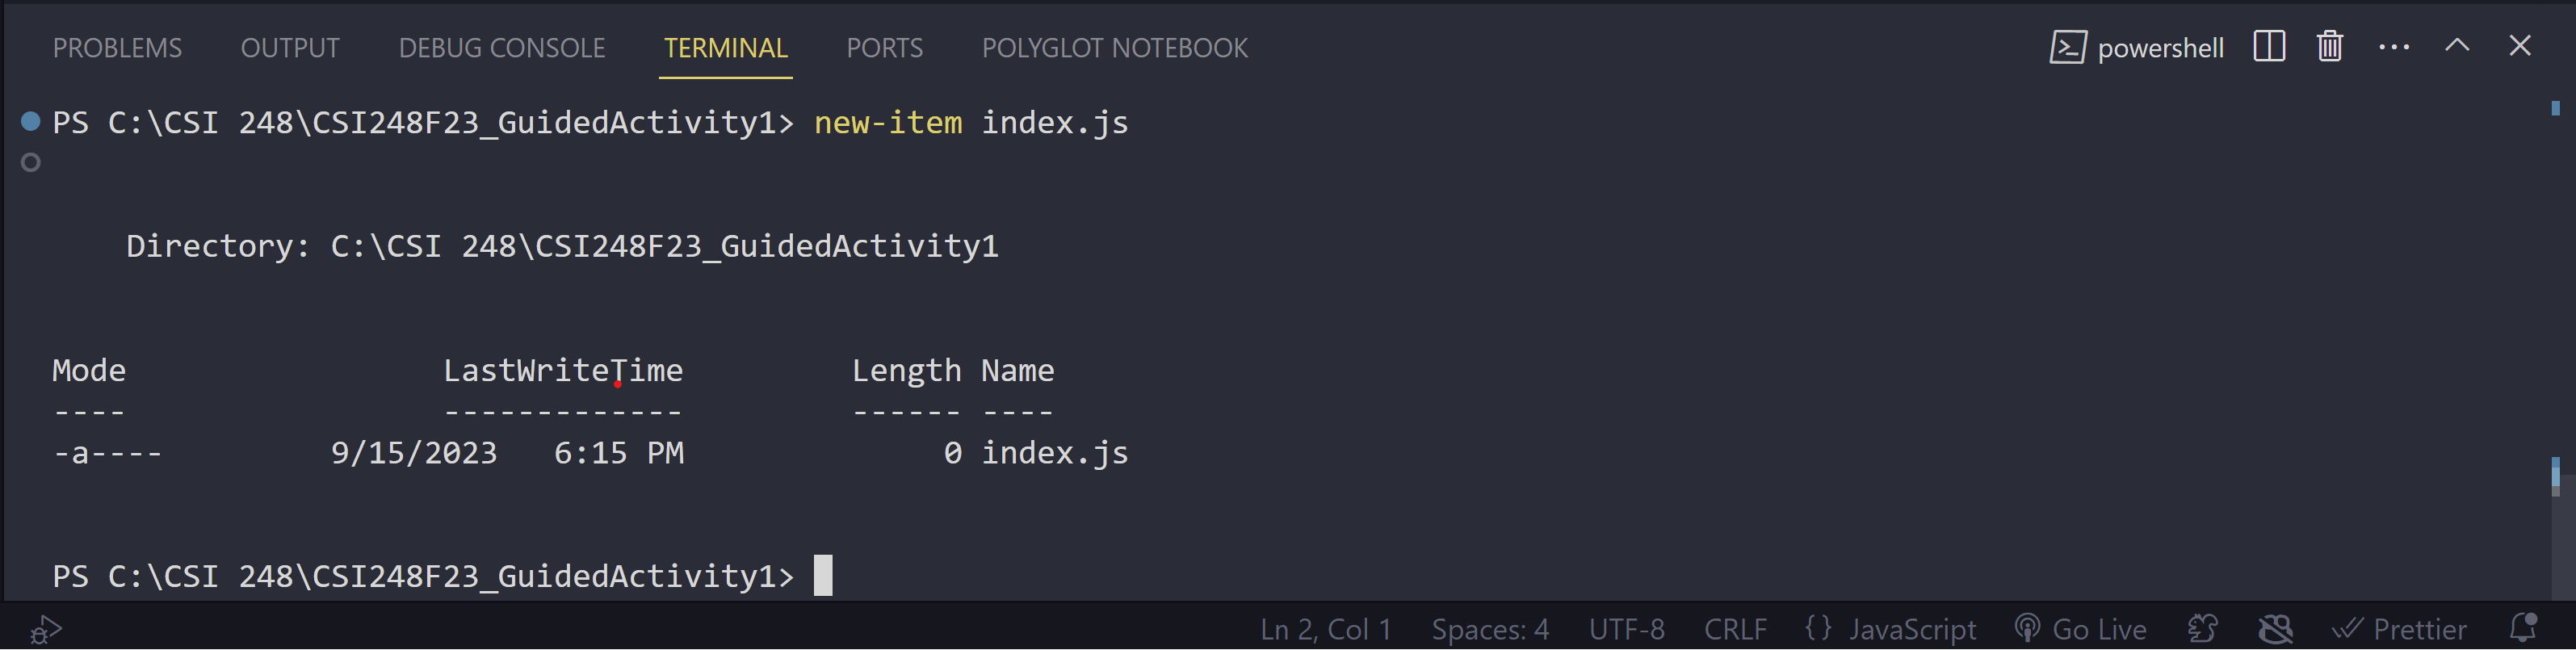 PROBLEMS OUTPUT DEBUG CONSOLE TERMINAL PORTS POLYGLOT NOTEBOOK powershell
PS C:\CSI 248\CSI248F23_GuidedActivity1> new-item index.js
Directory: C:\CSI 248\CSI248F23_GuidedActivity1
Mode LastWriteTime Length Name
---- ------------- ------ ----
-a---- 9/15/2023 6:15 PM 0 index.js
PS C:\CSI 248\CSI248F23_GuidedActivity1>
Ln 2, Col 1 Spaces: 4 UTF-8 CRLF {} JavaScript Go Live Prettier